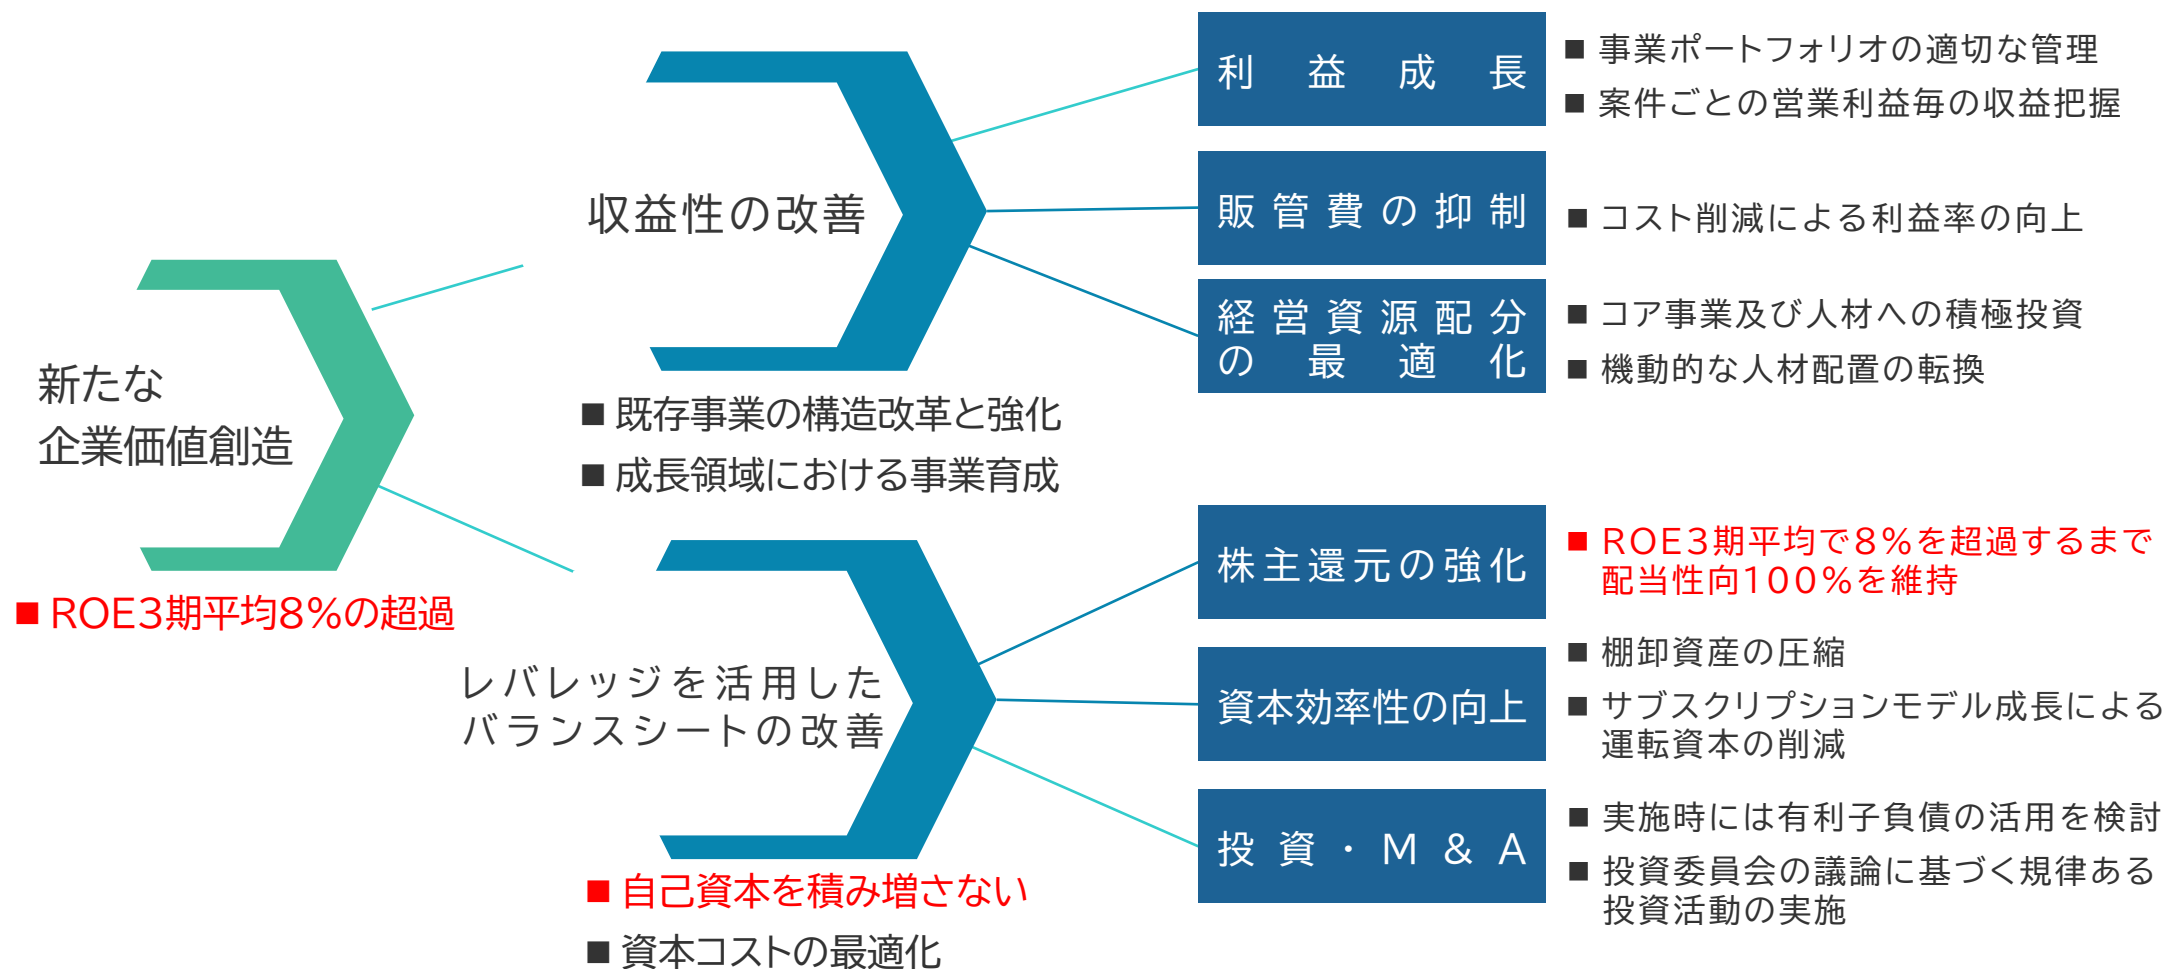 新たな
企業価値創造
■ ROE3期平均8%の超過
収益性の改善
■ 既存事業の構造改革と強化
■ 成長領域における事業育成
利益成長
■ 事業ポートフォリオの適切な管理
■ 案件ごとの営業利益毎の収益把握
販管費の抑制
■ コスト削減による利益率の向上
経営資源配分
の最適化
■ コア事業及び人材への積極投資
■ 機動的な人材配置の転換
レバレッジを活用した
バランスシートの改善
■ 自己資本を積み増さない
■ 資本コストの最適化
株主還元の強化
■ ROE3期平均で8%を超過するまで
配当性向100%を維持
資本効率性の向上
■ 棚卸資産の圧縮
■ サブスクリプションモデル成長による
運転資本の削減
投資・M&A
■ 実施時には有利子負債の活用を検討
■ 投資委員会の議論に基づく規律ある
投資活動の実施